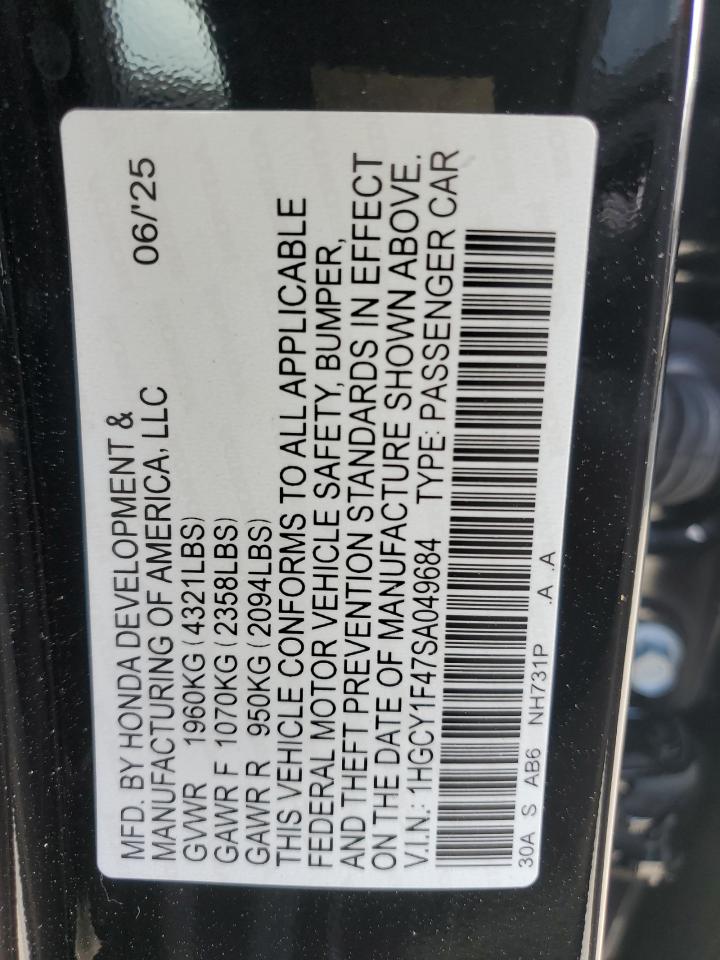 MFD. BY HONDA DEVELOPMENT &
MANUFACTURING OF AMERICA, LLC 06/'25
GVWR 1960KG (4321LBS)
GAWR F 1070KG (2358LBS)
GAWR R 950KG (2094LBS)
THIS VEHICLE CONFORMS TO ALL APPLICABLE
FEDERAL MOTOR VEHICLE SAFETY, BUMPER,
AND THEFT PREVENTION STANDARDS IN EFFECT
ON THE DATE OF MANUFACTURE SHOWN ABOVE.
V.I.N.: 1HGCY1F47SA049684 TYPE: PASSENGER CAR
30A S AB6 NH731P .A .A